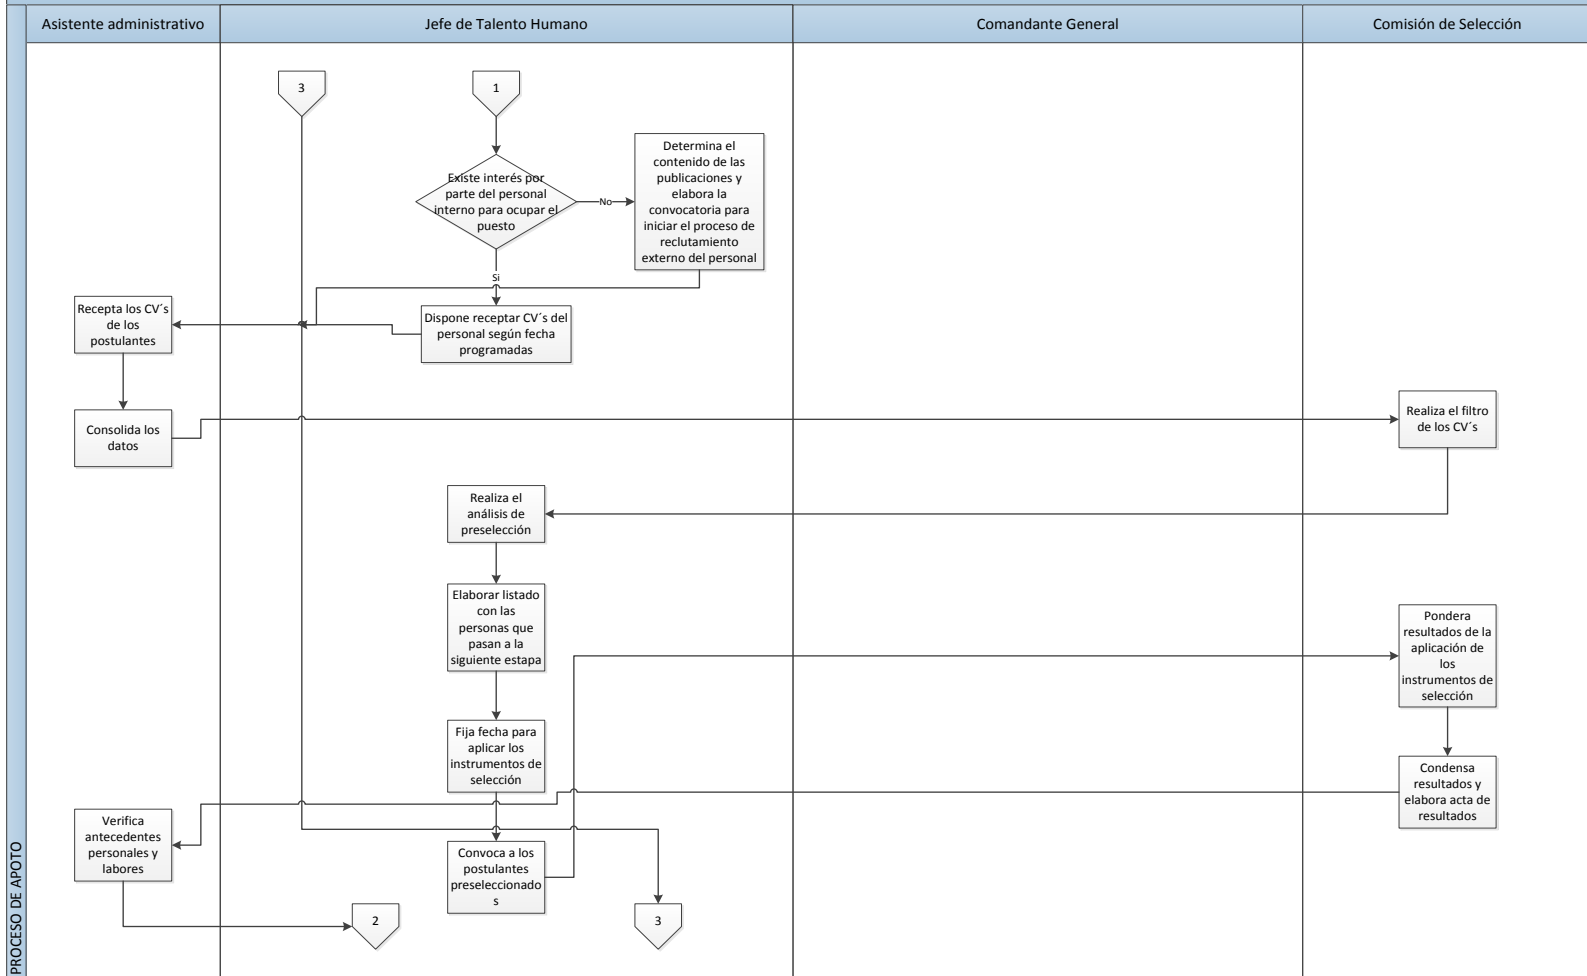 Asistente administrativo
Jefe de Talento Humano
Comandante General
Comisión de Selección
3
1
Existe interés por
parte del personal
interno para ocupar el
puesto
No
Determina el
contenido de las
publicaciones y
elabora la
convocatoria para
iniciar el proceso de
reclutamiento
externo del personal
Si
Recepta los CV´s
de los
postulantes
Dispone receptar CV´s del
personal según fecha
programadas
Consolida los
datos
Realiza el filtro
de los CV´s
Realiza el
análisis de
preselección
Elaborar listado
con las
personas que
pasan a la
siguiente estapa
Pondera
resultados de la
aplicación de
los
instrumentos de
selección
Fija fecha para
aplicar los
instrumentos de
selección
Condensa
resultados y
elabora acta de
resultados
Verifica
antecedentes
personales y
labores
Convoca a los
postulantes
preseleccionado
s
2
3
PROCESO DE APOTO